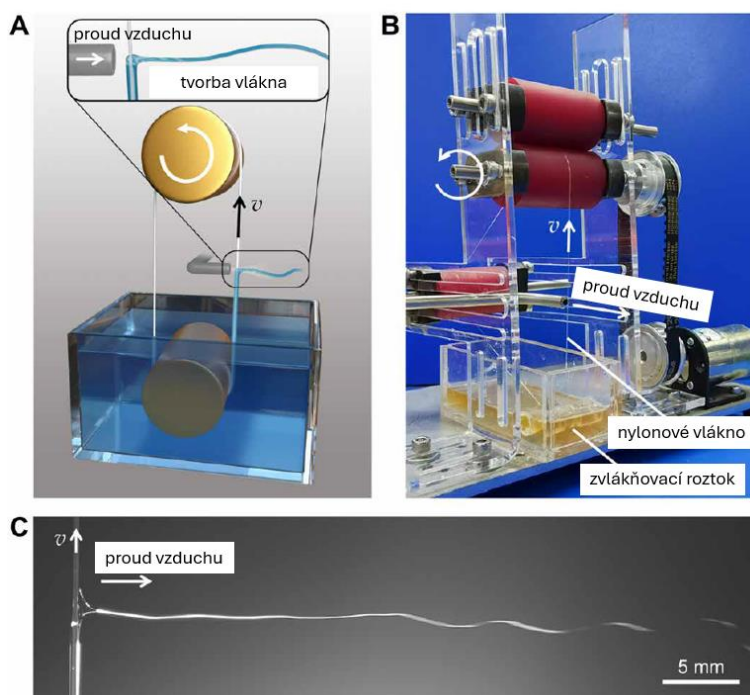 A
proud vzduchu
tvorba vlákna
v
B
v
proud vzduchu
nylonové vlákno
zvlákňovací roztok
C
v
proud vzduchu
5 mm